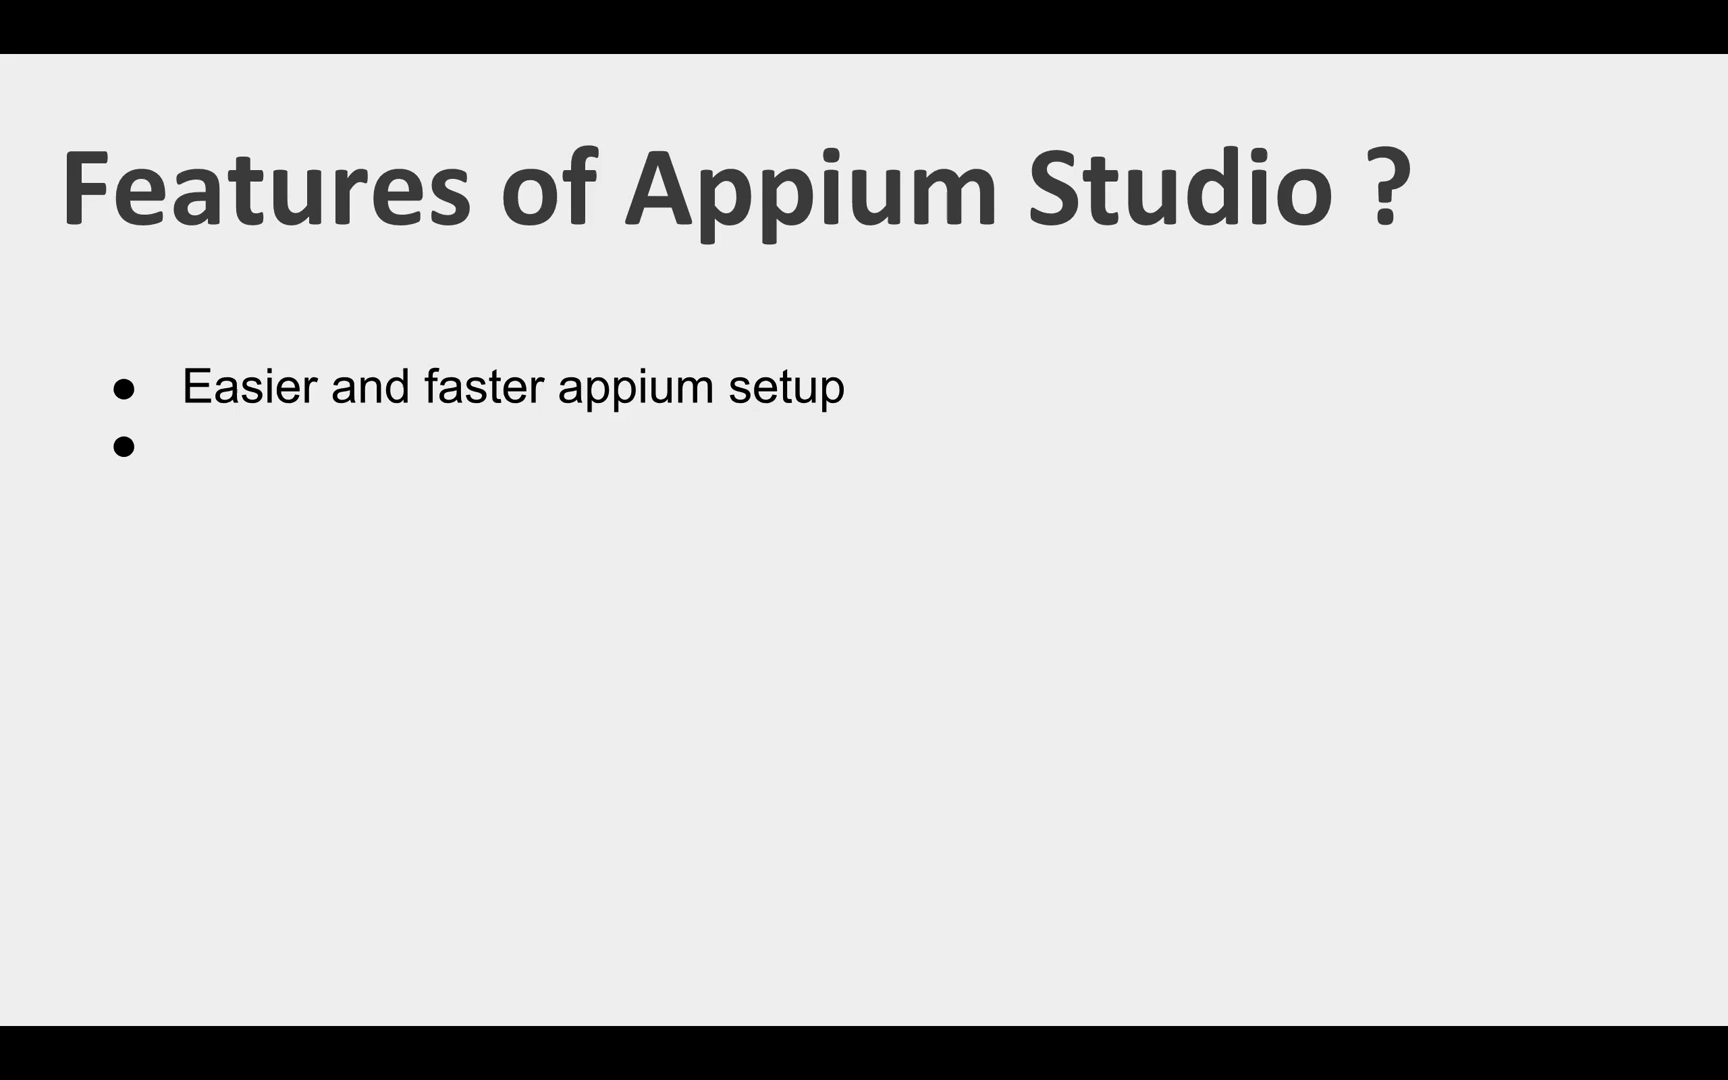 Features of Appium Studio ?
● Easier and faster appium setup
●